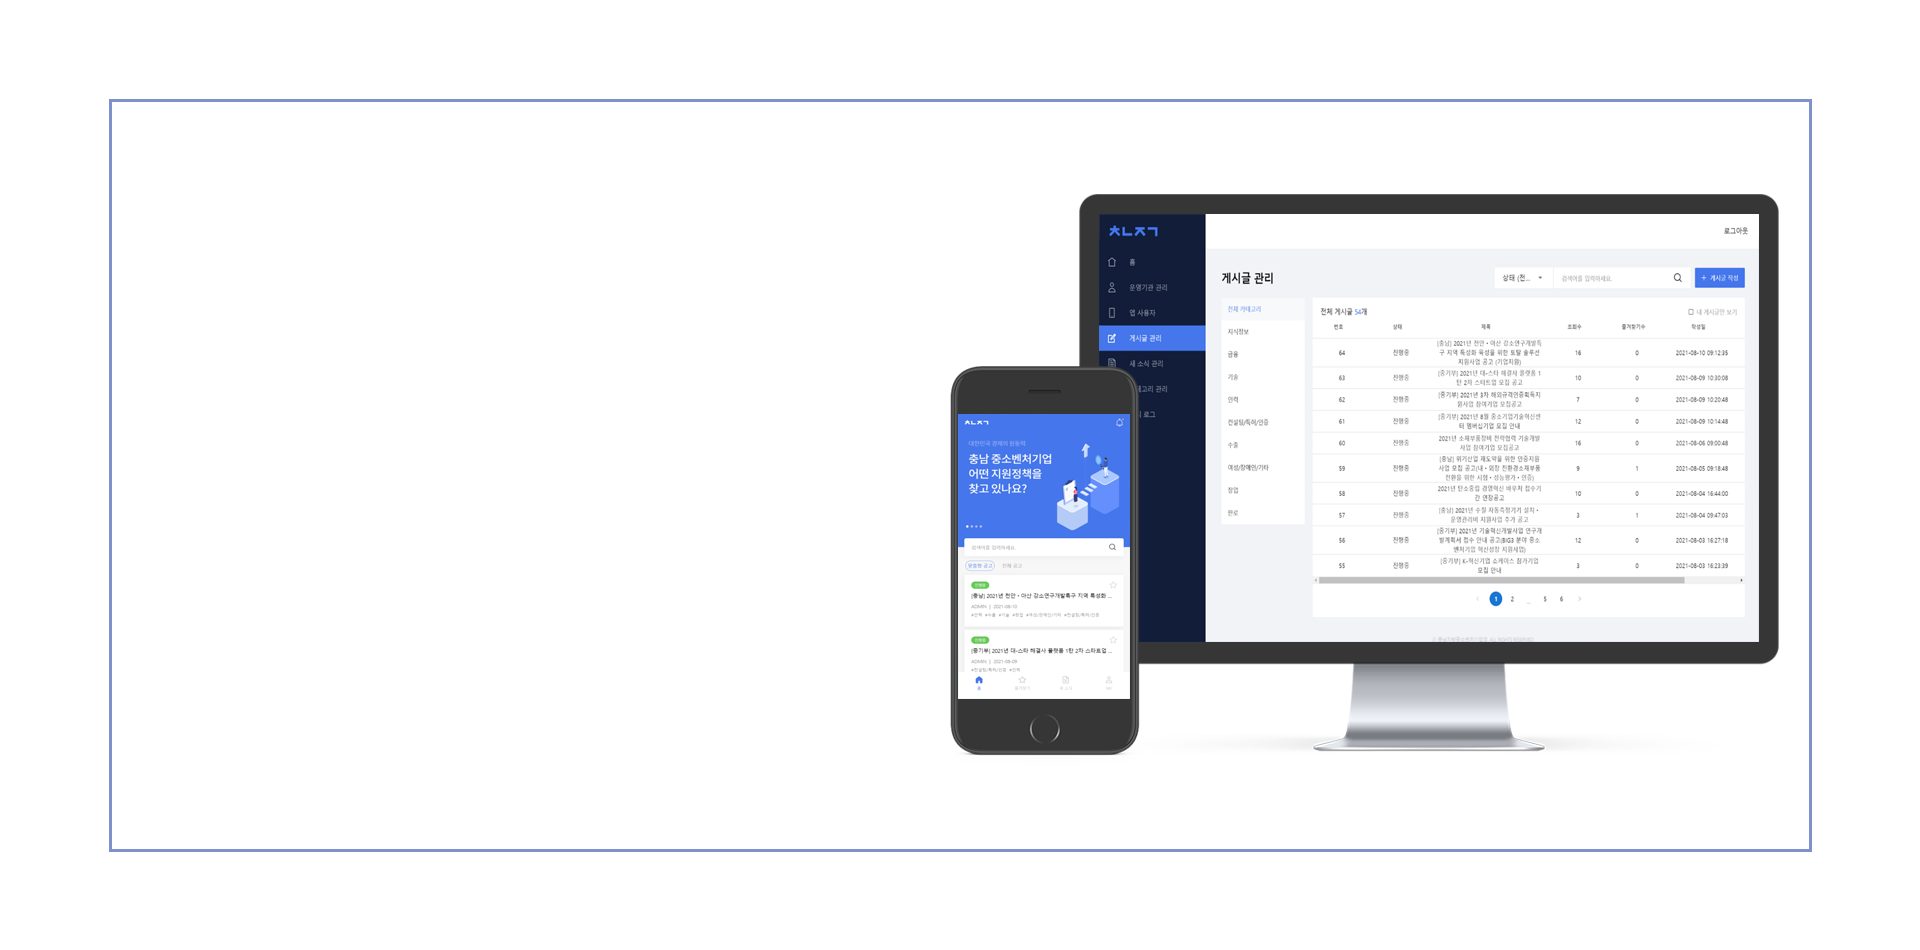 ㅊㄴㅈㄱ
로그아웃
홈
운영기관 관리
앱 사용자
게시글 관리
새 소식 관리
테고리 관리
로그
게시글 관리
상태 (전...
검색어를 입력하세요.
+ 게시글 작성
전체 카테고리
지식정보
금융
기술
인력
컨설팅/특허/인증
수출
여성/장애인/기타
창업
판로
전체 게시글 54개
내 게시글만 보기
번호 상태 제목 조회수 즐겨찾기수 작성일
64 진행중 [충남] 2021년 천안·아산 강소연구개발특구 지역 특성화 육성을 위한 토탈 솔루션 지원사업 공고 (기업지원) 16 0 2021-08-10 09:12:35
63 진행중 [중기부] 2021년 대-스타 해결사 플랫폼 1탄 2차 스타트업 모집 공고 10 0 2021-08-09 10:30:08
62 진행중 [중기부] 2021년 3차 해외규격인증획득지원사업 참여기업 모집공고 7 0 2021-08-09 10:20:48
61 진행중 [중기부] 2021년 8월 중소기업기술혁신센터 멤버십기업 모집 안내 12 0 2021-08-09 10:14:48
60 진행중 2021년 소재부품장비 전략협력 기술개발사업 참여기업 모집공고 16 0 2021-08-06 09:00:48
59 진행중 [충남] 위기산업 재도약을 위한 인증지원사업 모집 공고(내·외장 친환경소재부품 전환을 위한 시험·성능평가·인증) 9 1 2021-08-05 09:18:48
58 진행중 2021년 탄소중립 경영혁신 바우처 접수기간 연장공고 10 0 2021-08-04 16:44:00
57 진행중 [충남] 2021년 수질 자동측정기기 설치·운영관리비 지원사업 추가 공고 3 1 2021-08-04 09:47:03
56 진행중 [중기부] 2021년 기술혁신개발사업 연구개발계획서 접수 안내 공고(BIG3 분야 중소벤처기업 혁신성장 지원사업) 12 0 2021-08-03 16:27:18
55 진행중 [중기부] K-혁신기업 쇼케이스 참가기업 모집 안내 3 0 2021-08-03 16:23:39
1 2 ... 5 6
ㅊㄴㅈㄱ
대한민국 경제의 원동력
충남 중소벤처기업
어떤 지원정책을
찾고 있나요?
검색어를 입력하세요.
맞춤형 공고 전체 공고
진행중
[충남] 2021년 천안·아산 강소연구개발특구 지역 특성화 ...
ADMIN | 2021-08-10
#인력 #수출 #기술 #창업 #여성/장애인/기타 #컨설팅/특허/인증
진행중
[중기부] 2021년 대-스타 해결사 플랫폼 1탄 2차 스타트업 ...
ADMIN | 2021-08-09
#컨설팅/특허/인증 #인력
홈 즐겨찾기 새 소식